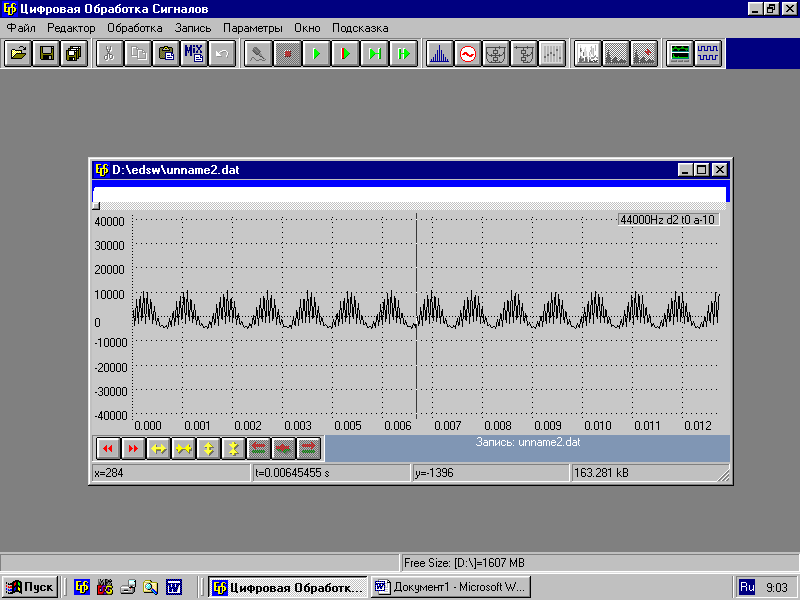 Цифровая Обработка Сигналов
Файл Редактор Обработка Запись Параметры Окно Подсказка
MiX
D:\edsw\unname2.dat
44000Hz d2 t0 a-10
40000
30000
20000
10000
0
-10000
-20000
-30000
-40000
0.000 0.001 0.002 0.003 0.005 0.006 0.007 0.008 0.009 0.010 0.011 0.012
Запись: unname2.dat
x=284 t=0.00645455 s y=-1396 163.281 kB
Free Size: [D:\]=1607 MB
Пуск Цифровая Обработк... Документ1 - Microsoft W... Ru 9:03